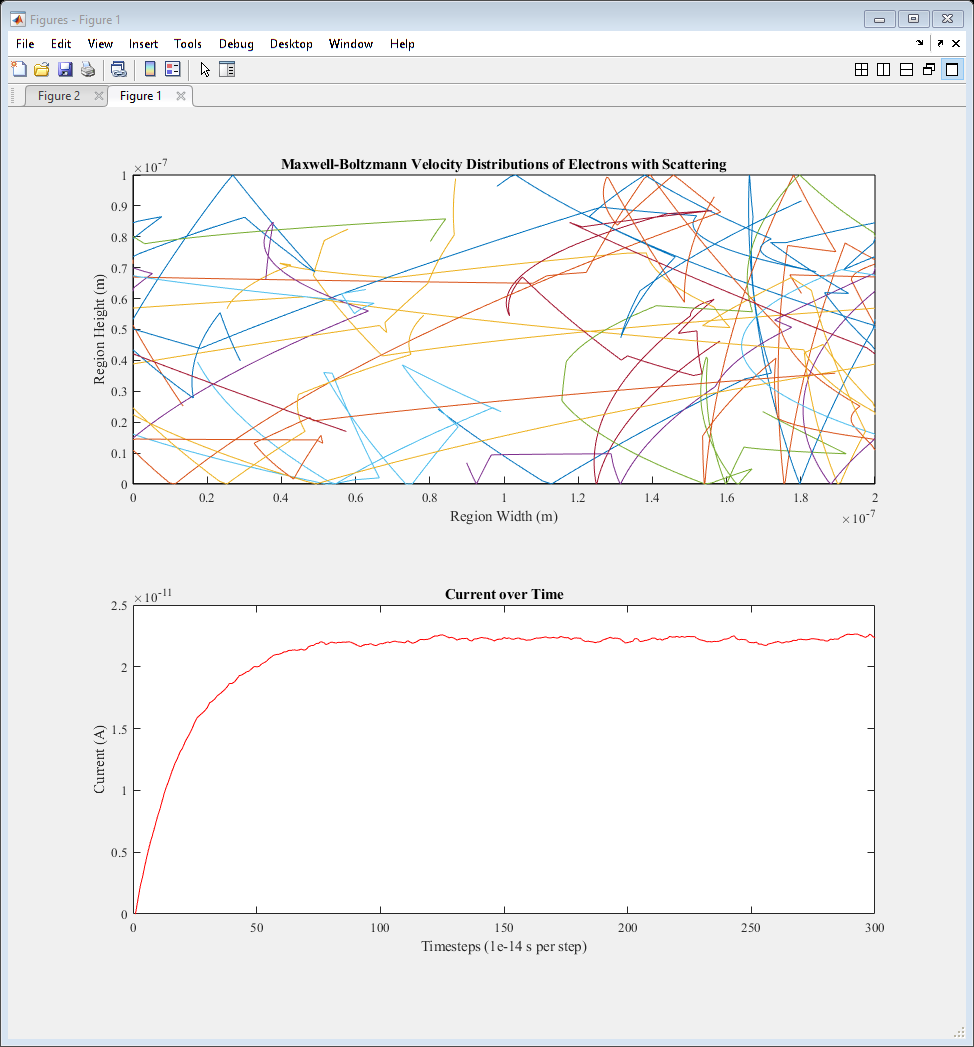 Figures - Figure 1
File Edit View Insert Tools Debug Desktop Window Help
Figure 2 Figure 1
Maxwell-Boltzmann Velocity Distributions of Electrons with Scattering
×10-7
1
0.9
0.8
0.7
0.6
0.5
0.4
0.3
0.2
0.1
0
Region Height (m)
0 0.2 0.4 0.6 0.8 1 1.2 1.4 1.6 1.8 2
Region Width (m)
×10-7
Current over Time
×10-11
2.5
2
1.5
1
0.5
0
Current (A)
0 50 100 150 200 250 300
Timesteps (1e-14 s per step)